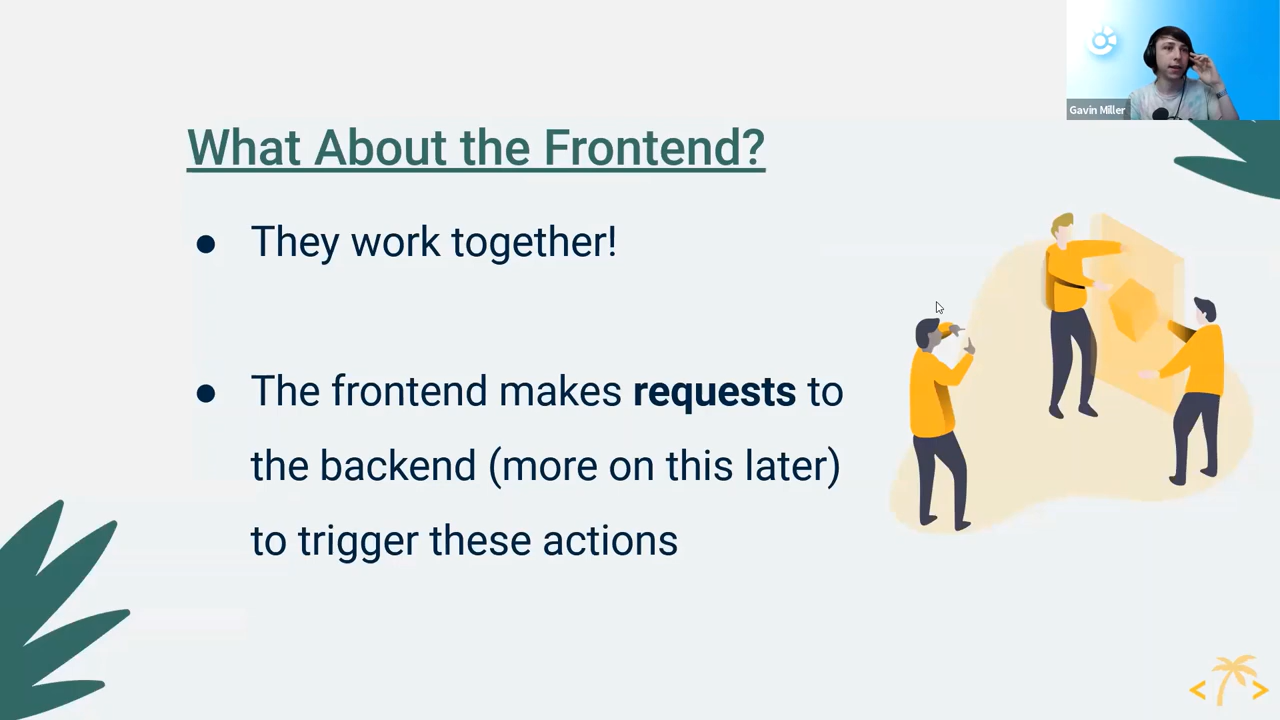 Gavin Miller
What About the Frontend?
● They work together!
● The frontend makes requests to
the backend (more on this later)
to trigger these actions
< >